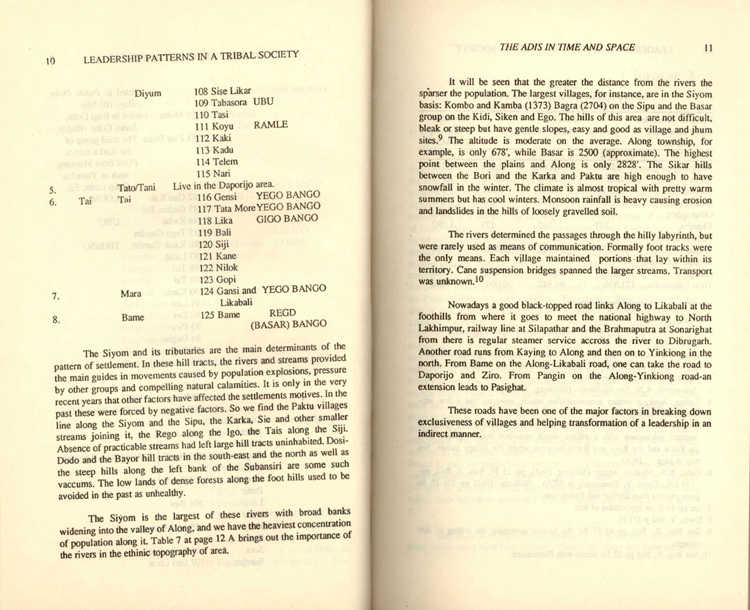 10 LEADERSHIP PATTERNS IN A TRIBAL SOCIETY
Diyum 108 Sise Likar
109 Tabasora UBU
110 Tasi
111 Koyu RAMLE
112 Kaki
113 Kadu
114 Telem
115 Nari
5. Tato/Tani Live in the Daporijo area.
6. Tai Tai 116 Gensi YEGO BANGO
117 Tata More YEGO BANGO
118 Lika GIGO BANGO
119 Bali
120 Siji
121 Kane
122 Nilok
123 Gopi
7. Mara 124 Gansi and YEGO BANGO
Likabali
8. Bame 125 Bame REGD
(BASAR) BANGO
The Siyom and its tributaries are the main determinants of the
pattern of settlement. In these hill tracts, the rivers and streams provided
the main guides in movements caused by population explosions, pressure
by other groups and compelling natural calamities. It is only in the very
recent years that other factors have affected the settlements motives. In the
past these were forced by negative factors. So we find the Paktu villages
line along the Siyom and the Sipu, the Karka, Sie and other smaller
streams joining it, the Rego along the Igo, the Tais along the Siji.
Absence of practicable streams had left large hill tracts uninhabited. Dosi-
Dodo and the Bayor hill tracts in the south-east and the north as well as
the steep hills along the left bank of the Subansiri are some such
vaccums. The low lands of dense forests along the foot hills used to be
avoided in the past as unhealthy.
The Siyom is the largest of these rivers with broad banks
widening into the valley of Along, and we have the heaviest concentration
of population along it. Table 7 at page 12 A brings out the importance of
the rivers in the ethinic topography of area.
THE ADIS IN TIME AND SPACE 11
It will be seen that the greater the distance from the rivers the
sparser the population. The largest villages, for instance, are in the Siyom
basis: Kombo and Kamba (1373) Bagra (2704) on the Sipu and the Basar
group on the Kidi, Siken and Ego. The hills of this area are not difficult,
bleak or steep but have gentle slopes, easy and good as village and jhum
sites.9 The altitude is moderate on the average. Along township, for
example, is only 678', while Basar is 2500 (approximate). The highest
point between the plains and Along is only 2828'. The Sikar hills
between the Bori and the Karka and Paktu are high enough to have
snowfall in the winter. The climate is almost tropical with pretty warm
summers but has cool winters. Monsoon rainfall is heavy causing erosion
and landslides in the hills of loosely gravelled soil.
The rivers determined the passages through the hilly labyrinth, but
were rarely used as means of communication. Formally foot tracks were
the only means. Each village maintained portions that lay within its
territory. Cane suspension bridges spanned the larger streams. Transport
was unknown.10
Nowadays a good black-topped road links Along to Likabali at the
foothills from where it goes to meet the national highway to North
Lakhimpur, railway line at Silapathar and the Brahmaputra at Sonarighat
from there is regular steamer service accross the river to Dibrugarh.
Another road runs from Kaying to Along and then on to Yinkiong in the
north. From Bame on the Along-Likabali road, one can take the road to
Daporijo and Ziro. From Pangin on the Along-Yinkiong road-an
extension leads to Pasighat.
These roads have been one of the major factors in breaking down
exclusiveness of villages and helping transformation of a leadership in an
indirect manner.